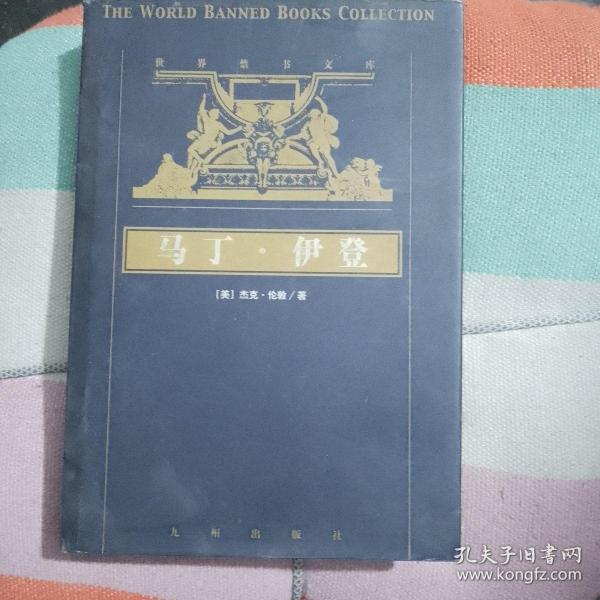 THE WORLD BANNED BOOKS COLLECTION
世界禁书文库
马丁·伊登
[美] 杰克·伦敦/著
九州出版社
孔夫子旧书网
www.kongfz.com